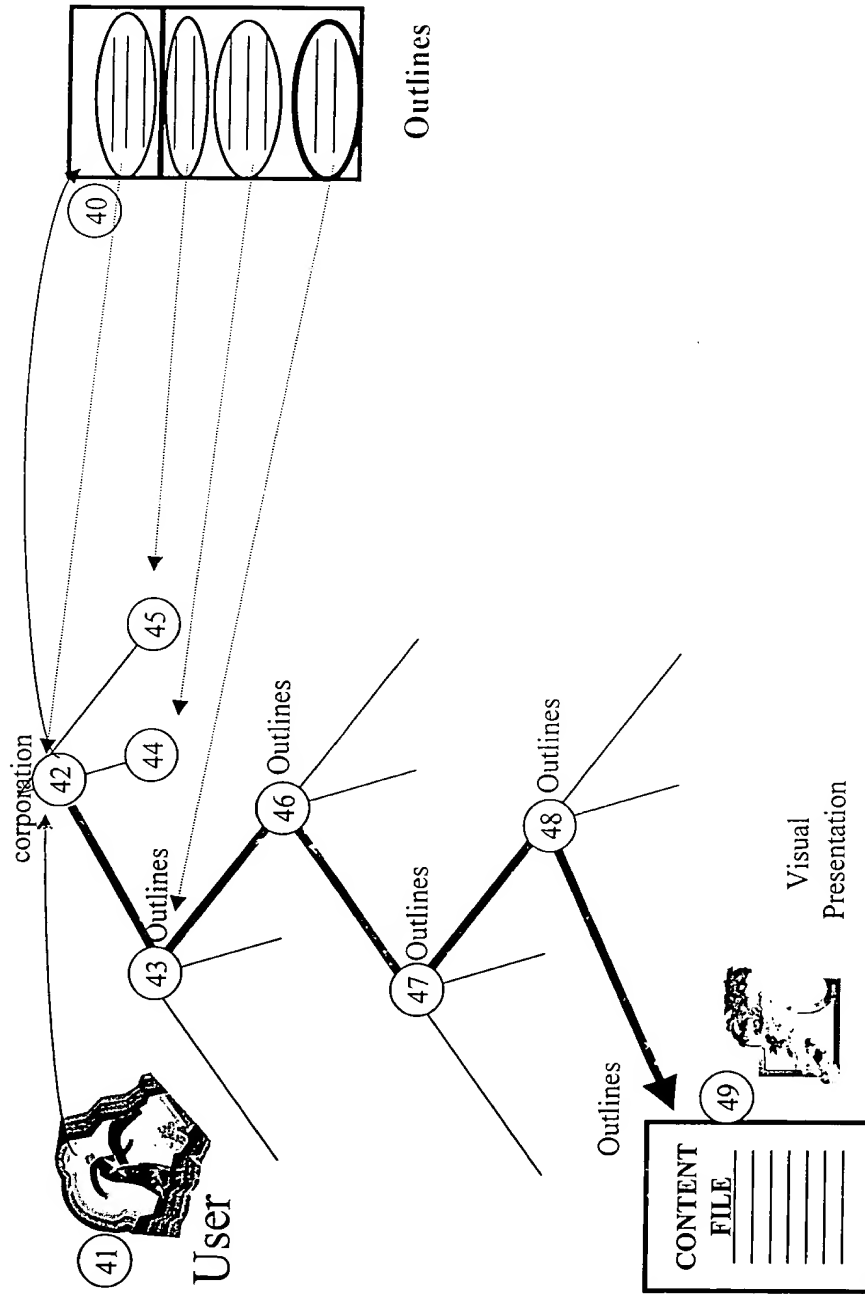 41
User
corporation
42
40
Outlines
43
Outlines
44
45
46
Outlines
47
Outlines
48
Outlines
Outlines
49
CONTENT
FILE
Visual
Presentation